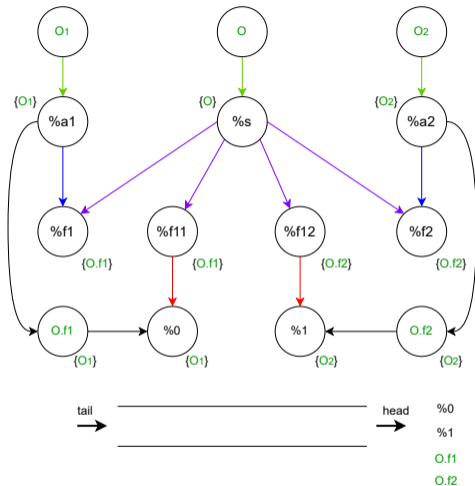 O1 O O2
{O1} {O} {O2}
%a1 %s %a2
%f1 %f11 %f12 %f2
{O.f1} {O.f1} {O.f2} {O.f2}
O.f1 %0 %1 O.f2
{O1} {O1} {O2} {O2}
tail head %0
%1
O.f1
O.f2